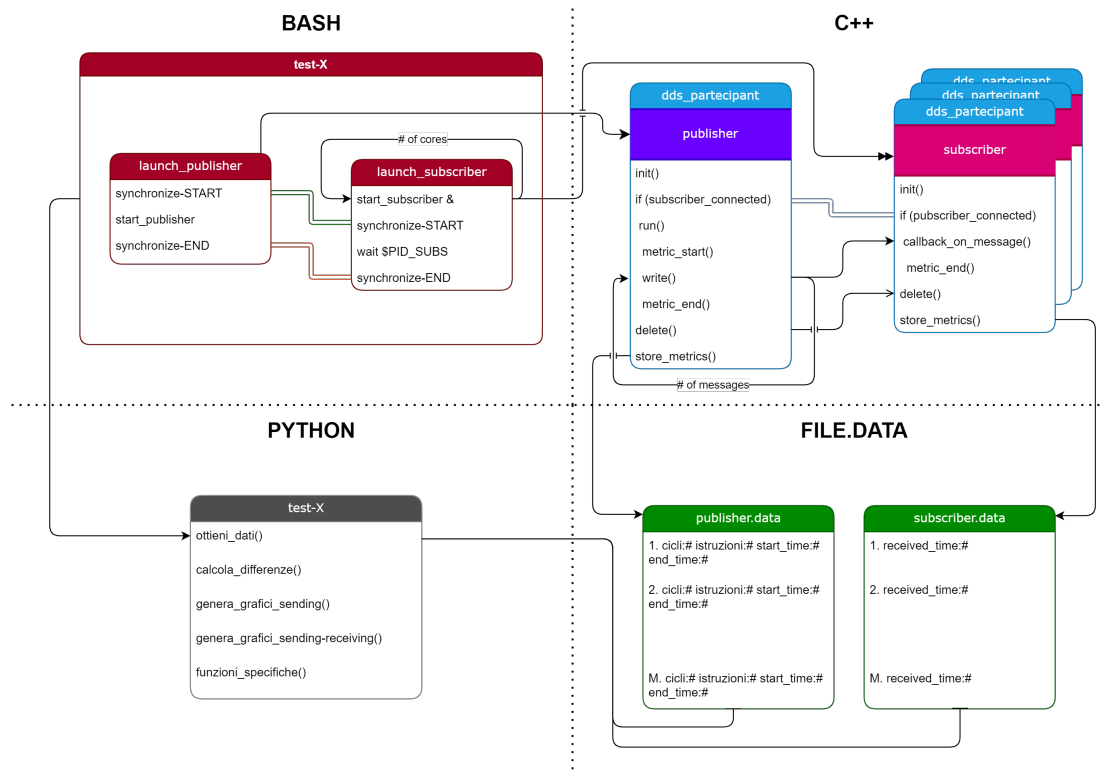 BASH
test-X
launch_publisher
synchronize-START
start_publisher
synchronize-END
# of cores
launch_subscriber
start_subscriber &
synchronize-START
wait $PID_SUBS
synchronize-END
C++
dds_partecipant
publisher
init()
if (subscriber_connected)
run()
metric_start()
write()
metric_end()
delete()
store_metrics()
# of messages
dds_partecipant
dds_partecipant
dds_partecipant
subscriber
init()
if (pubscriber_connected)
callback_on_message()
metric_end()
delete()
store_metrics()
PYTHON
test-X
ottieni_dati()
calcola_differenze()
genera_grafici_sending()
genera_grafici_sending-receiving()
funzioni_specifiche()
FILE.DATA
publisher.data
1. cicli:# istruzioni:# start_time:#
end_time:#
2. cicli:# istruzioni:# start_time:#
end_time:#
M. cicli:# istruzioni:# start_time:#
end_time:#
subscriber.data
1. received_time:#
2. received_time:#
M. received_time:#